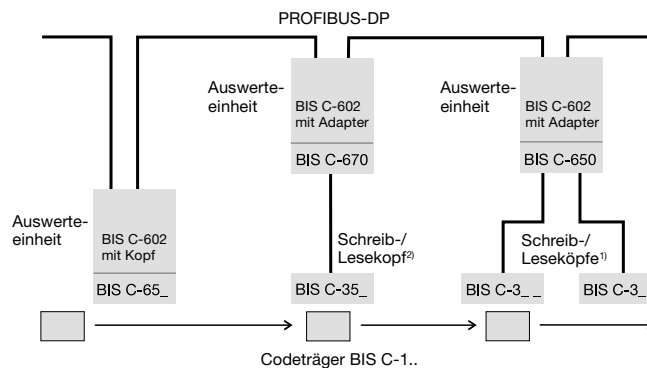 PROFIBUS-DP
Auswerte-
einheit
BIS C-602
mit Kopf
BIS C-65_
Auswerte-
einheit
BIS C-602
mit Adapter
BIS C-670
Schreib-/
Lesekopf2)
BIS C-35_
Auswerte-
einheit
BIS C-602
mit Adapter
BIS C-650
Schreib-/
Leseköpfe1)
BIS C-3_ _
BIS C-3_
Codeträger BIS C-1..